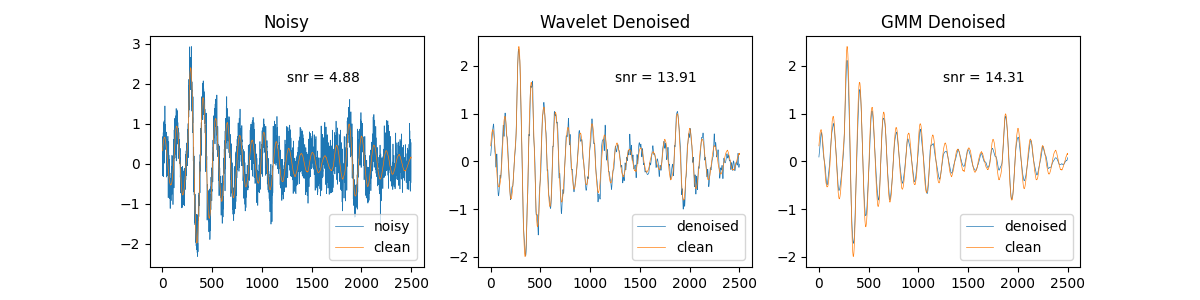 Noisy
3
2
1
0
−1
−2
snr = 4.88
noisy
clean
0 500 1000 1500 2000 2500
Wavelet Denoised
2
1
0
−1
−2
snr = 13.91
denoised
clean
0 500 1000 1500 2000 2500
GMM Denoised
2
1
0
−1
−2
snr = 14.31
denoised
clean
0 500 1000 1500 2000 2500